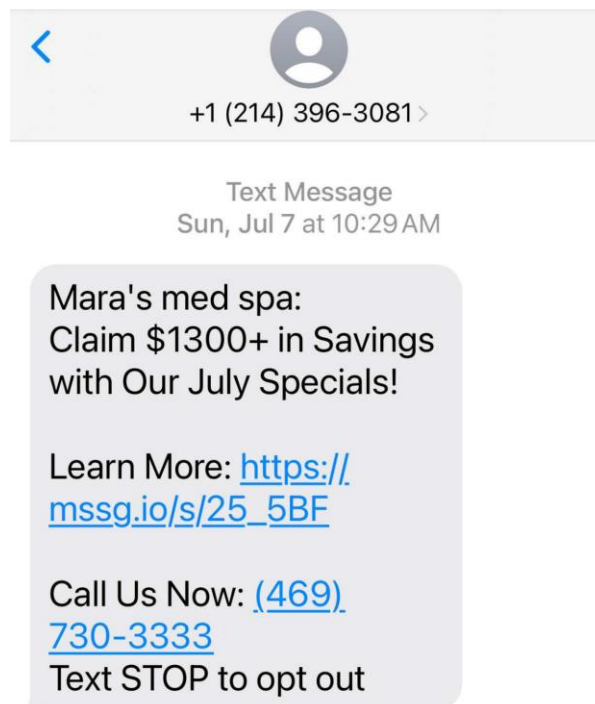 +1 (214) 396-3081
Text Message
Sun, Jul 7 at 10:29 AM
Mara's med spa:
Claim $1300+ in Savings
with Our July Specials!
Learn More: https://
mssg.io/s/25_5BF
Call Us Now: (469)
730-3333
Text STOP to opt out